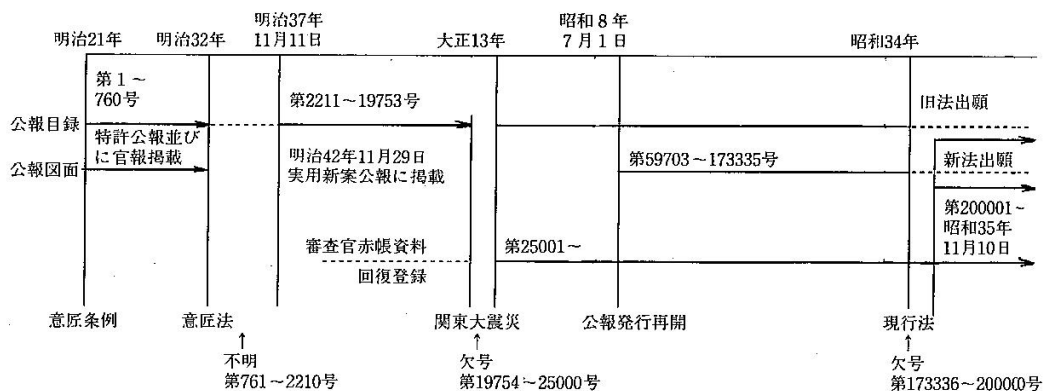 明治37年
11月11日
昭和8年
7月1日
明治21年
明治32年
大正13年
昭和34年
第1～
760号
第2211～19753号
旧法出願
公報目録
特許公報並び
に官報掲載
明治42年11月29日
実用新案公報に掲載
第59703～173335号
新法出願
公報図面
第200001～
昭和35年
11月10日
審査官赤帳資料
第25001～
回復登録
意匠条例
意匠法
関東大震災
公報発行再開
現行法
↑
不明
第761～2210号
↑
欠号
第19754～25000号
↑
欠号
第173336～200000号